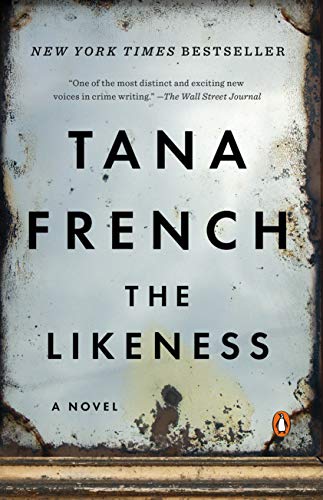 NEW YORK TIMES BESTSELLER
“One of the most distinct and exciting new
voices in crime writing.” —The Wall Street Journal
TANA
FRENCH
THE
LIKENESS
A NOVEL